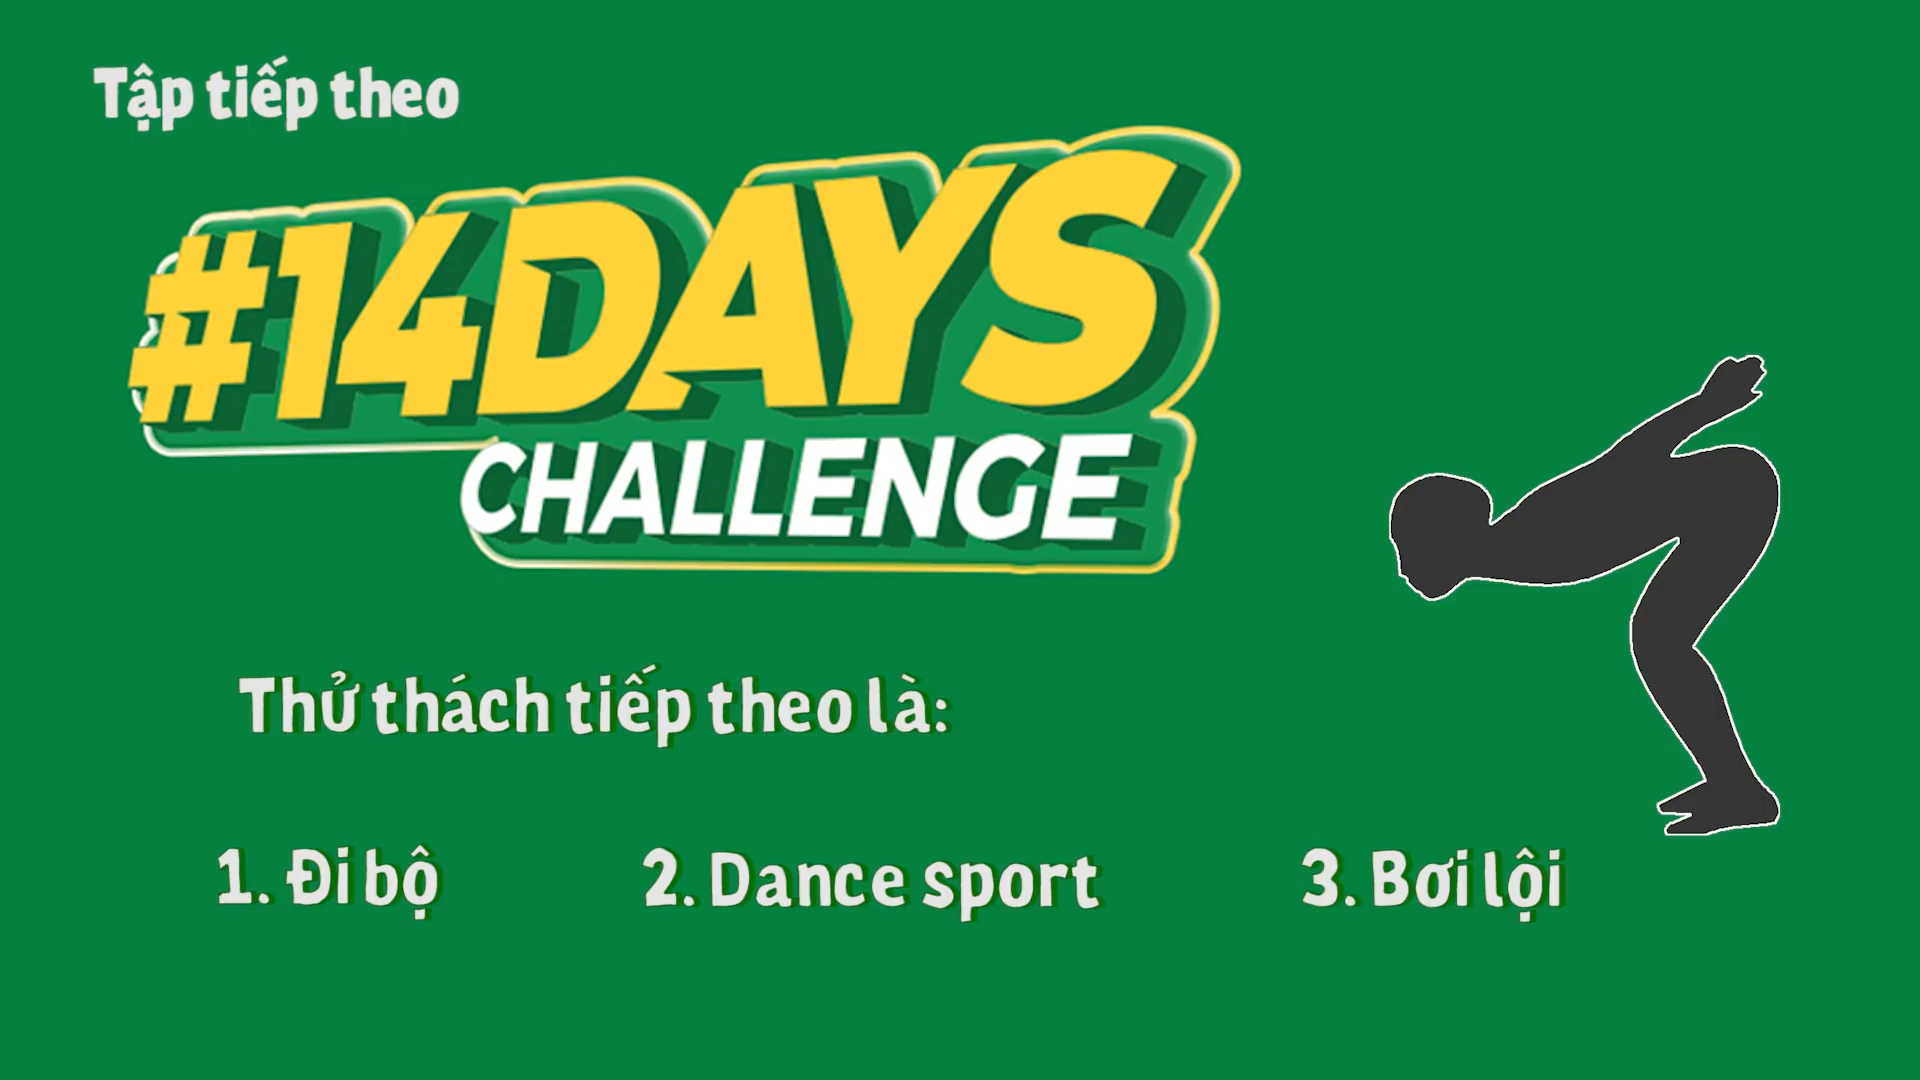 Tập tiếp theo
#14DAYS
CHALLENGE
Thử thách tiếp theo là:
1. Đi bộ
2. Dance sport
3. Bơi lội